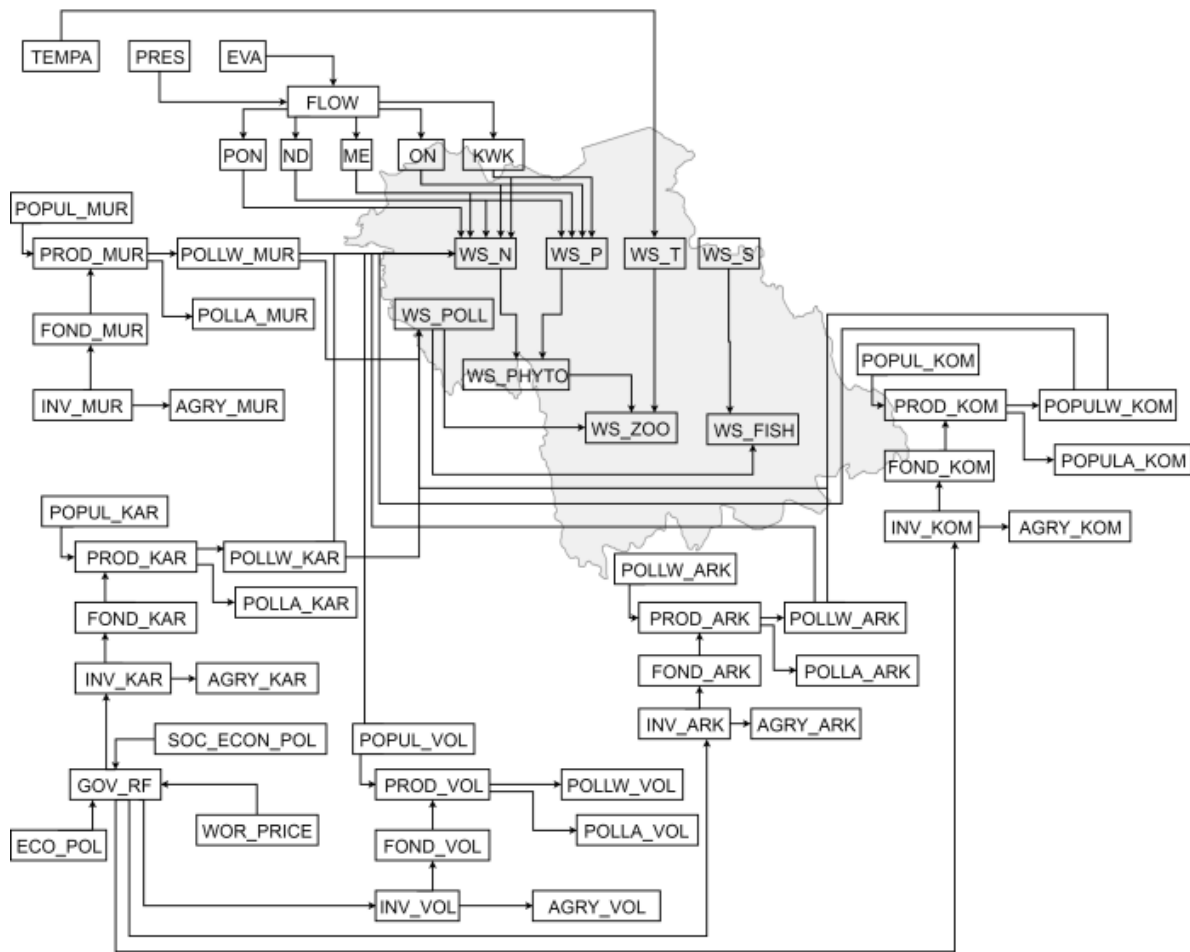 TEMPA
PRES
EVA
FLOW
PON
ND
ME
ON
KWK
POPUL_MUR
PROD_MUR
POLLW_MUR
WS_N
WS_P
WS_T
WS_S
POLLA_MUR
WS_POLL
FOND_MUR
POPUL_KOM
WS_PHYTO
INV_MUR
AGRY_MUR
PROD_KOM
POPULW_KOM
WS_ZOO
WS_FISH
FOND_KOM
POPULA_KOM
POPUL_KAR
INV_KOM
AGRY_KOM
PROD_KAR
POLLW_KAR
POLLW_ARK
POLLA_KAR
FOND_KAR
PROD_ARK
POLLW_ARK
INV_KAR
AGRY_KAR
FOND_ARK
POLLA_ARK
INV_ARK
AGRY_ARK
SOC_ECON_POL
POPUL_VOL
GOV_RF
PROD_VOL
POLLW_VOL
WOR_PRICE
POLLA_VOL
ECO_POL
FOND_VOL
INV_VOL
AGRY_VOL